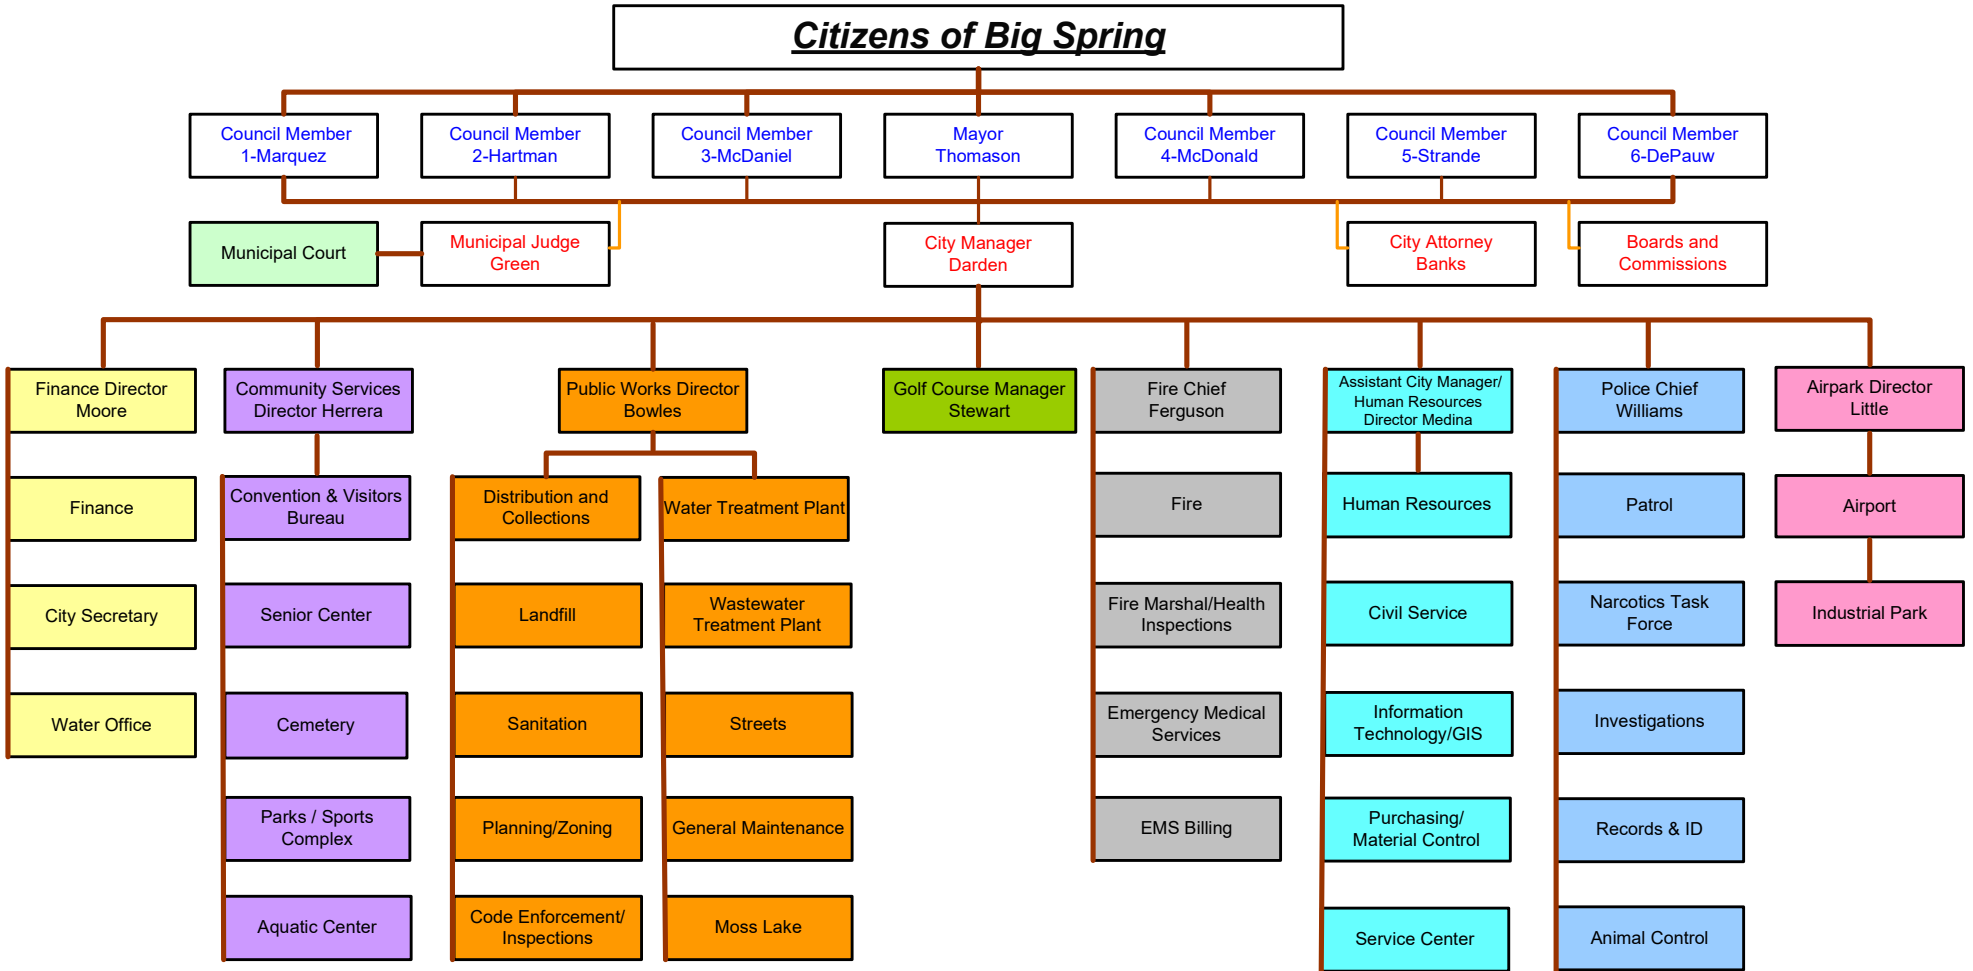 Citizens of Big Spring
Council Member
1-Marquez
Council Member
2-Hartman
Council Member
3-McDaniel
Mayor
Thomason
Council Member
4-McDonald
Council Member
5-Strande
Council Member
6-DePauw
Municipal Court
Municipal Judge
Green
City Manager
Darden
City Attorney
Banks
Boards and
Commissions
Finance Director
Moore
Community Services
Director Herrera
Public Works Director
Bowles
Golf Course Manager
Stewart
Fire Chief
Ferguson
Assistant City Manager/
Human Resources
Director Medina
Police Chief
Williams
Airpark Director
Little
Finance
Convention & Visitors
Bureau
Distribution and
Collections
Water Treatment Plant
Fire
Human Resources
Patrol
Airport
City Secretary
Senior Center
Landfill
Wastewater
Treatment Plant
Fire Marshal/Health
Inspections
Civil Service
Narcotics Task
Force
Industrial Park
Water Office
Cemetery
Sanitation
Streets
Emergency Medical
Services
Information
Technology/GIS
Investigations
Parks / Sports
Complex
Planning/Zoning
General Maintenance
EMS Billing
Purchasing/
Material Control
Records & ID
Aquatic Center
Code Enforcement/
Inspections
Moss Lake
Service Center
Animal Control